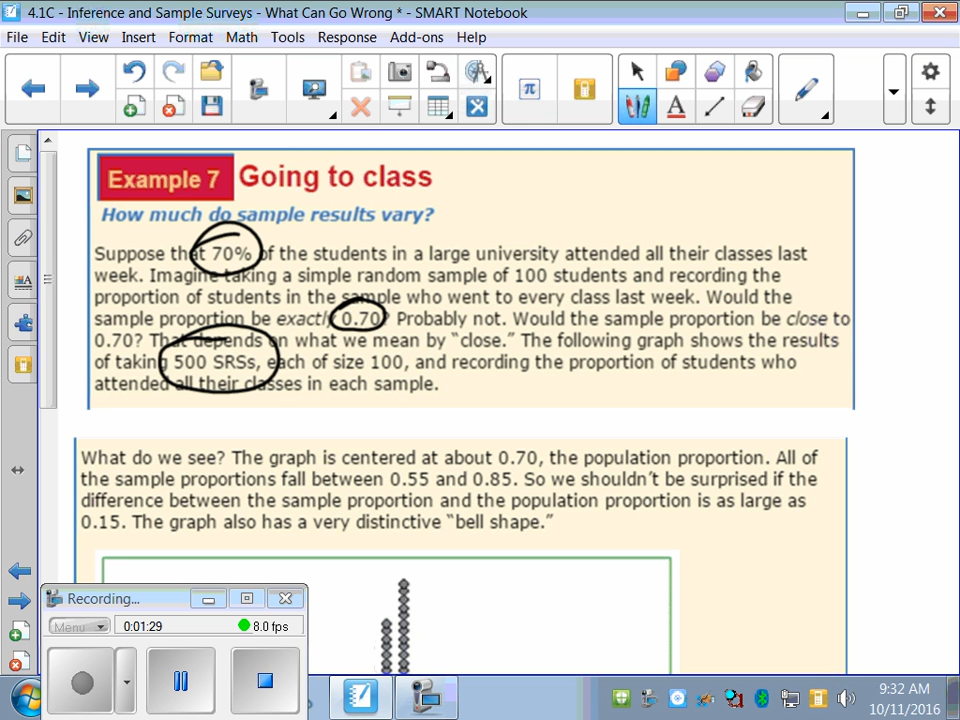 4.1C - Inference and Sample Surveys - What Can Go Wrong * - SMART Notebook
File Edit View Insert Format Math Tools Response Add-ons Help
π
A
Example 7 Going to class
How much do sample results vary?
Suppose that 70% of the students in a large university attended all their classes last
week. Imagine taking a simple random sample of 100 students and recording the
proportion of students in the sample who went to every class last week. Would the
sample proportion be exactly 0.70? Probably not. Would the sample proportion be close to
0.70? That depends on what we mean by “close.” The following graph shows the results
of taking 500 SRSs, each of size 100, and recording the proportion of students who
attended all their classes in each sample.
What do we see? The graph is centered at about 0.70, the population proportion. All of
the sample proportions fall between 0.55 and 0.85. So we shouldn’t be surprised if the
difference between the sample proportion and the population proportion is as large as
0.15. The graph also has a very distinctive “bell shape.”
Recording...
Menu 0:01:29 8.0 fps
9:32 AM
10/11/2016